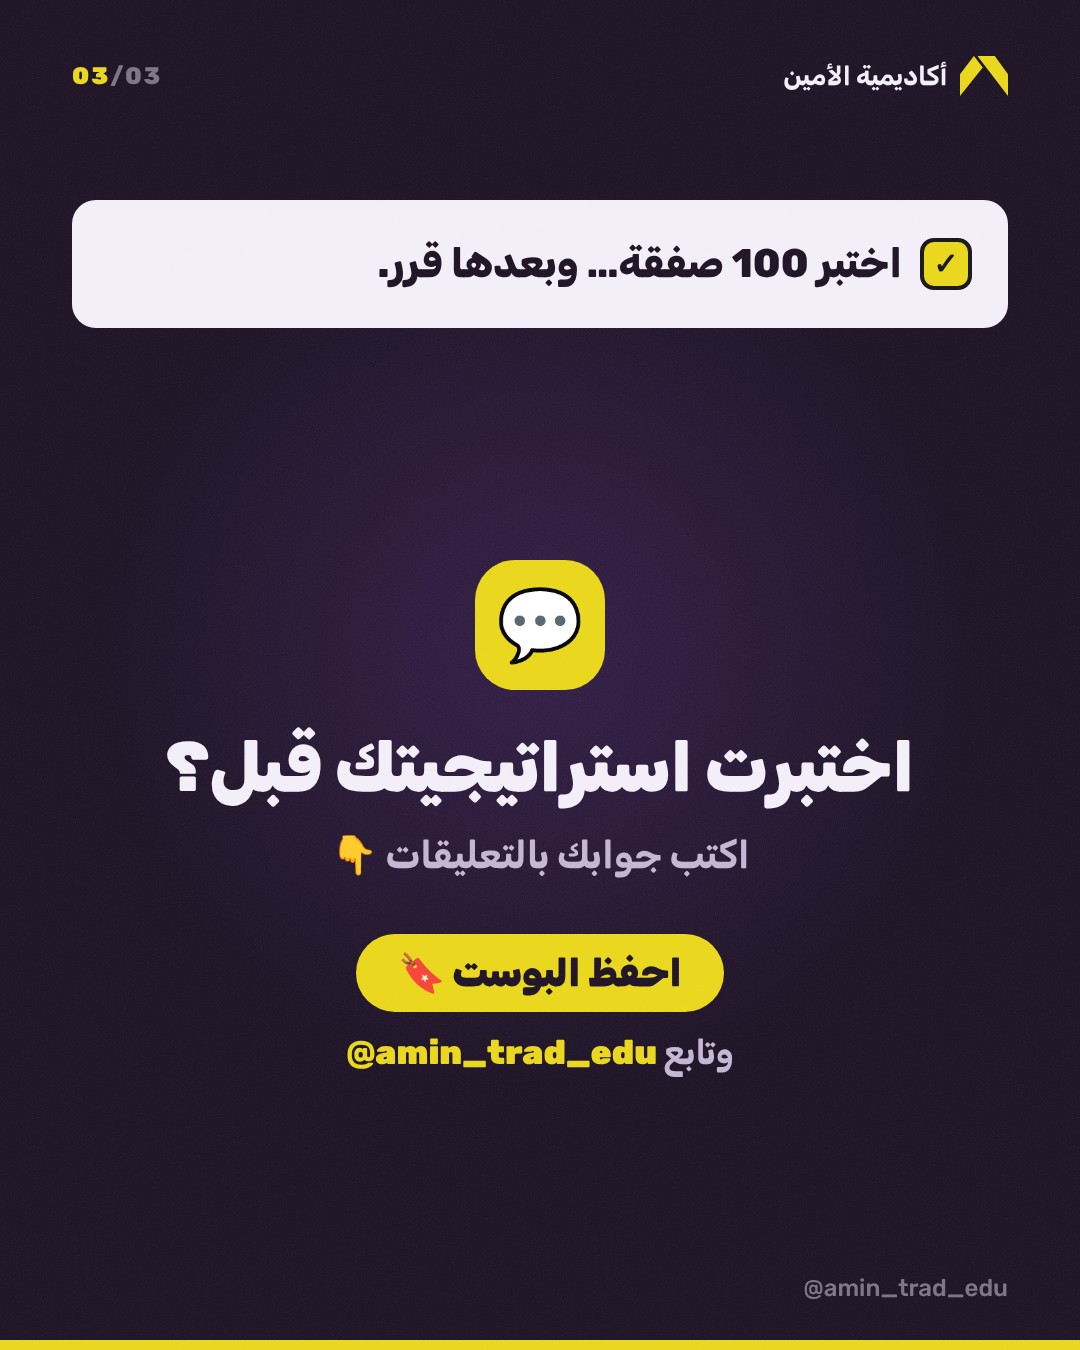 أكاديمية الأمين
03/03
✓ اختبر 100 صفقة... وبعدها قرر.
اختبرت استراتيجيتك قبل؟
اكتب جوابك بالتعليقات 👇
احفظ البوست 🔖
وتابع @amin_trad_edu
@amin_trad_edu